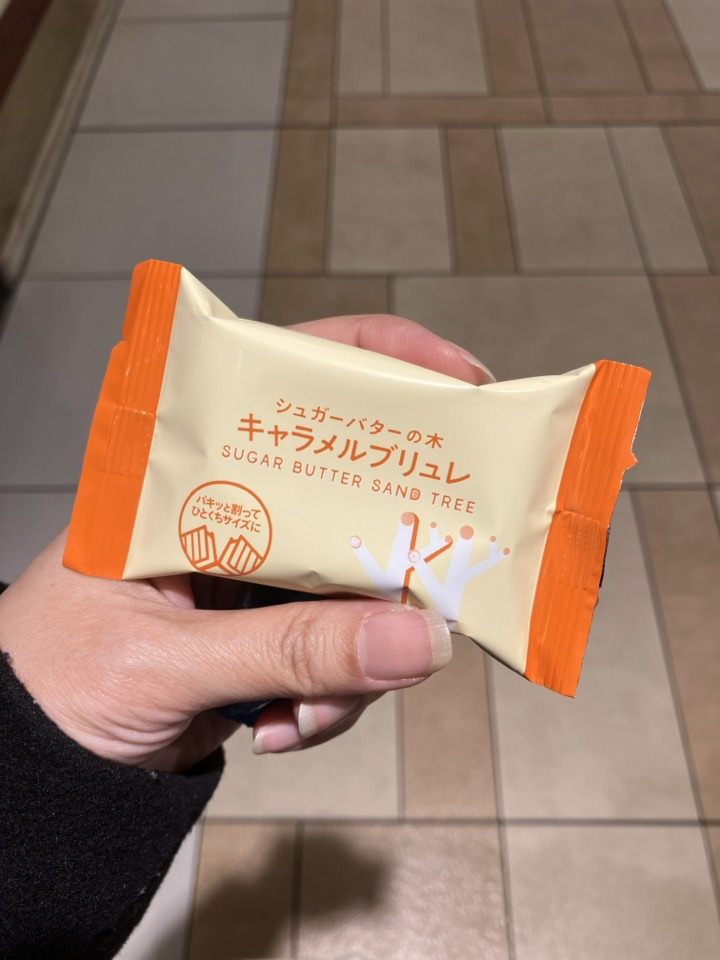 シュガーバターの木
キャラメルブリュレ
SUGAR BUTTER SAND TREE
パキッと割って
ひとくちサイズに